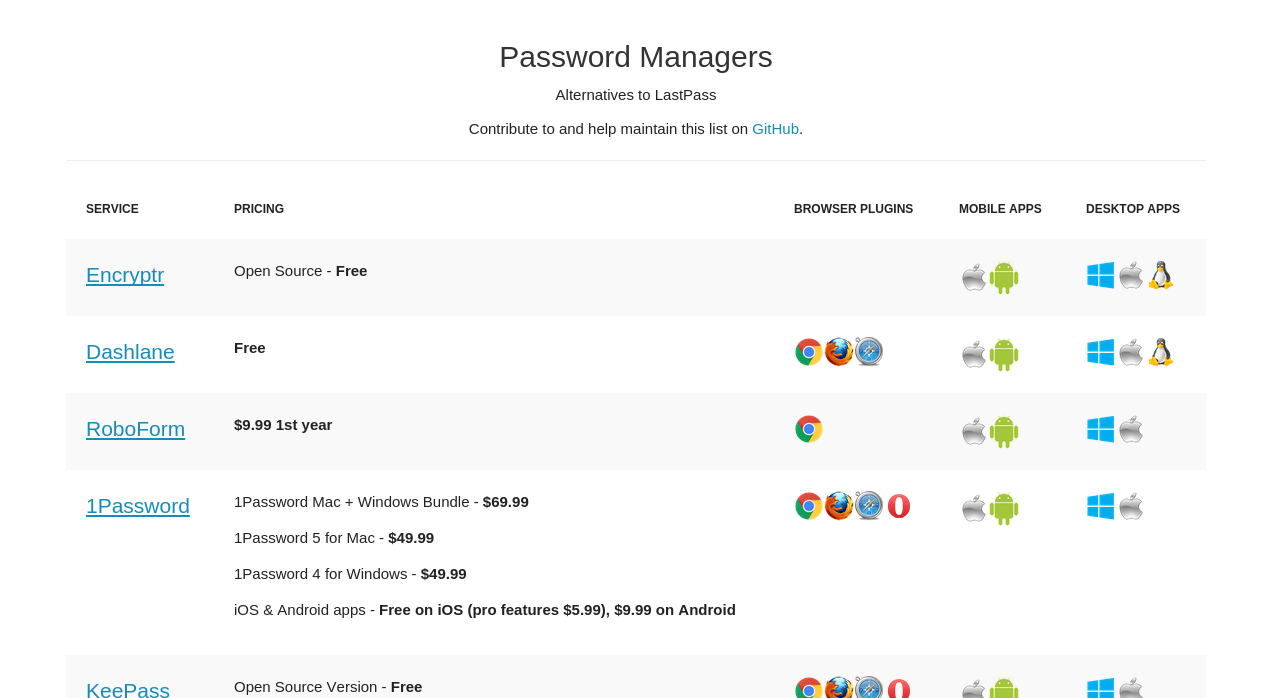 Password Managers
Alternatives to LastPass
Contribute to and help maintain this list on GitHub.
SERVICE PRICING BROWSER PLUGINS MOBILE APPS DESKTOP APPS
Encryptr Open Source - Free
Dashlane Free
RoboForm $9.99 1st year
1Password 1Password Mac + Windows Bundle - $69.99
1Password 5 for Mac - $49.99
1Password 4 for Windows - $49.99
iOS & Android apps - Free on iOS (pro features $5.99), $9.99 on Android
KeePass Open Source Version - Free